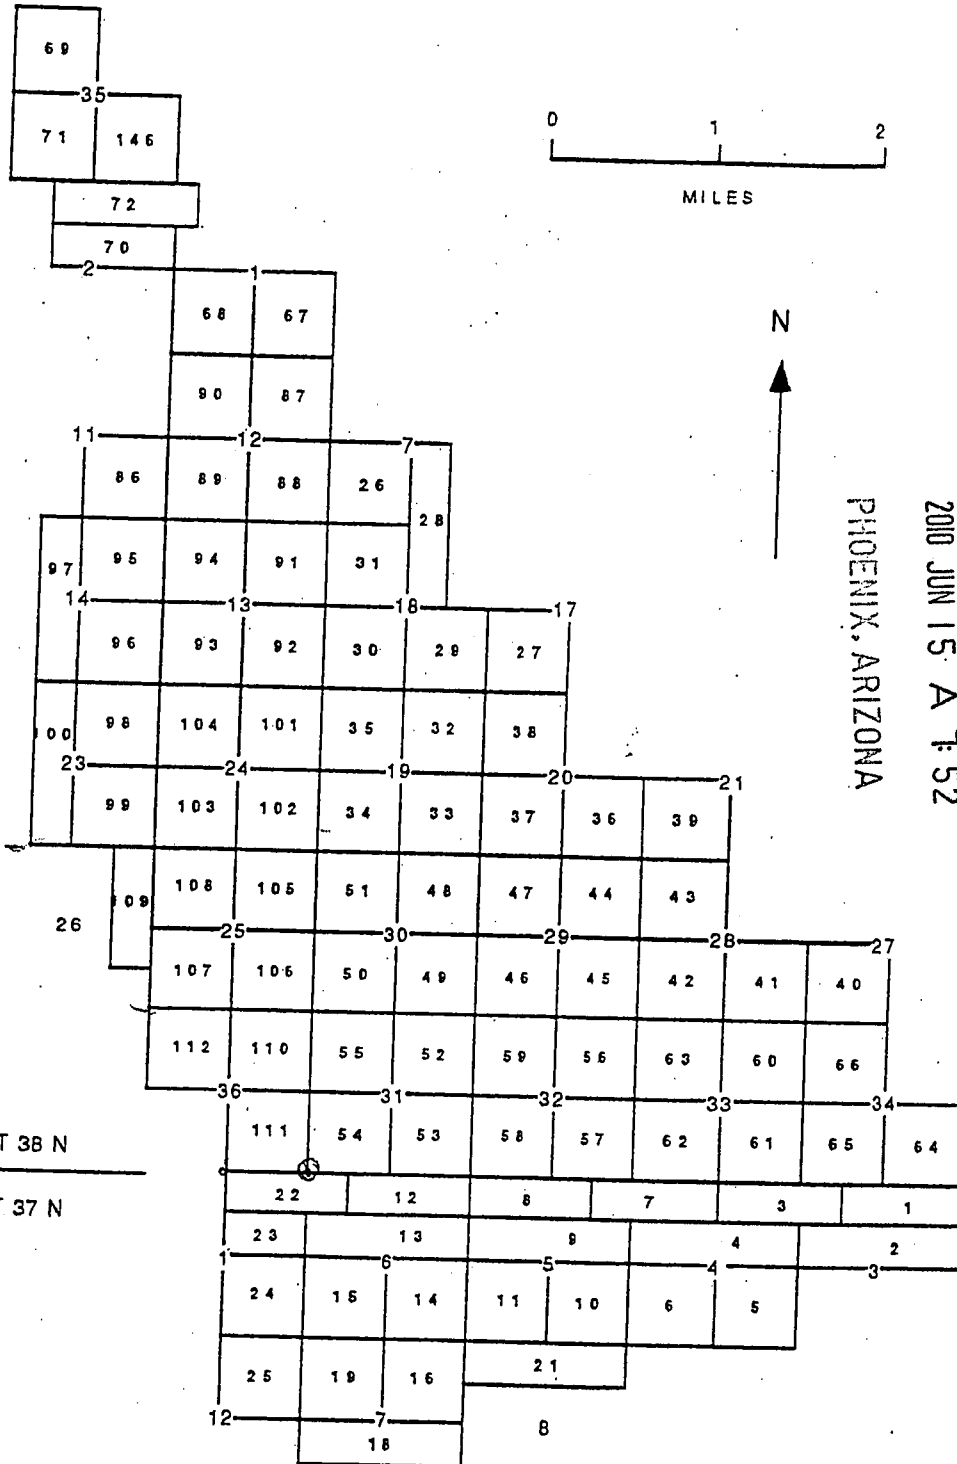 69
35
71 146
0 1 2
MILES
72
70
2 1
68 67
N
90 87
11 12 7
86 89 88 26
28
97 95 94 91 31
14 13 18 17
96 93 92 30 29 27
100 98 104 101 35 32 38
23 24 19 20 21
99 103 102 34 33 37 36 39
109 108 105 51 48 47 44 43
26 25 30 29 28 27
107 106 50 49 46 45 42 41 40
112 110 55 52 59 56 63 60 66
36 31 32 33 34
111 54 53 58 57 62 61 65 64
T 38 N
T 37 N
22 12 8 7 3 1
23 13 9 4 2
1 6 5 4 3
24 15 14 11 10 6 5
25 19 16 21
12 7 8
18
2010 JUN 15 A 7:52
PHOENIX, ARIZONA